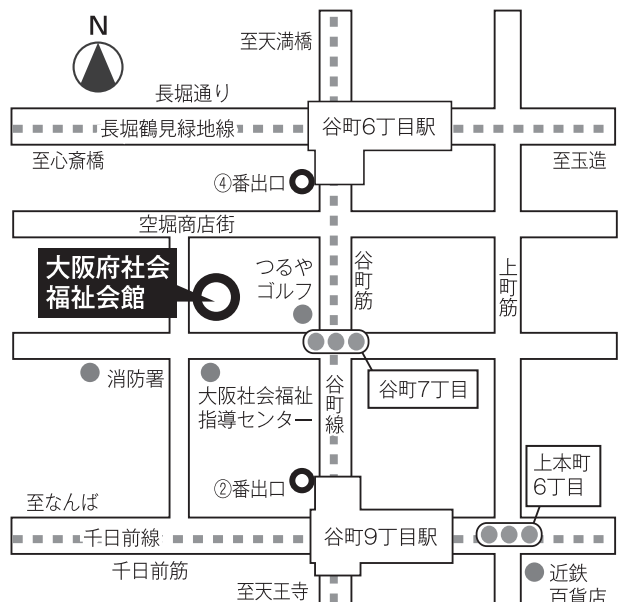 N
至天満橋
長堀通り
長堀鶴見緑地線
谷町6丁目駅
至心斎橋
至玉造
④番出口
空堀商店街
大阪府社会
福祉会館
つるや
ゴルフ
谷町筋
上町筋
消防署
大阪社会福祉
指導センター
谷町線
谷町7丁目
上本町
6丁目
②番出口
至なんば
千日前線
谷町9丁目駅
千日前筋
近鉄
百貨店
至天王寺